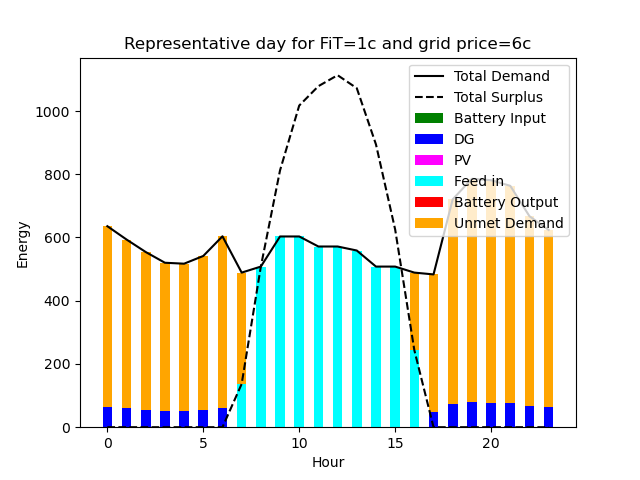 Representative day for FiT=1c and grid price=6c
Total Demand
Total Surplus
Battery Input
DG
PV
Feed in
Battery Output
Unmet Demand
Energy
1000
800
600
400
200
0
0 5 10 15 20
Hour